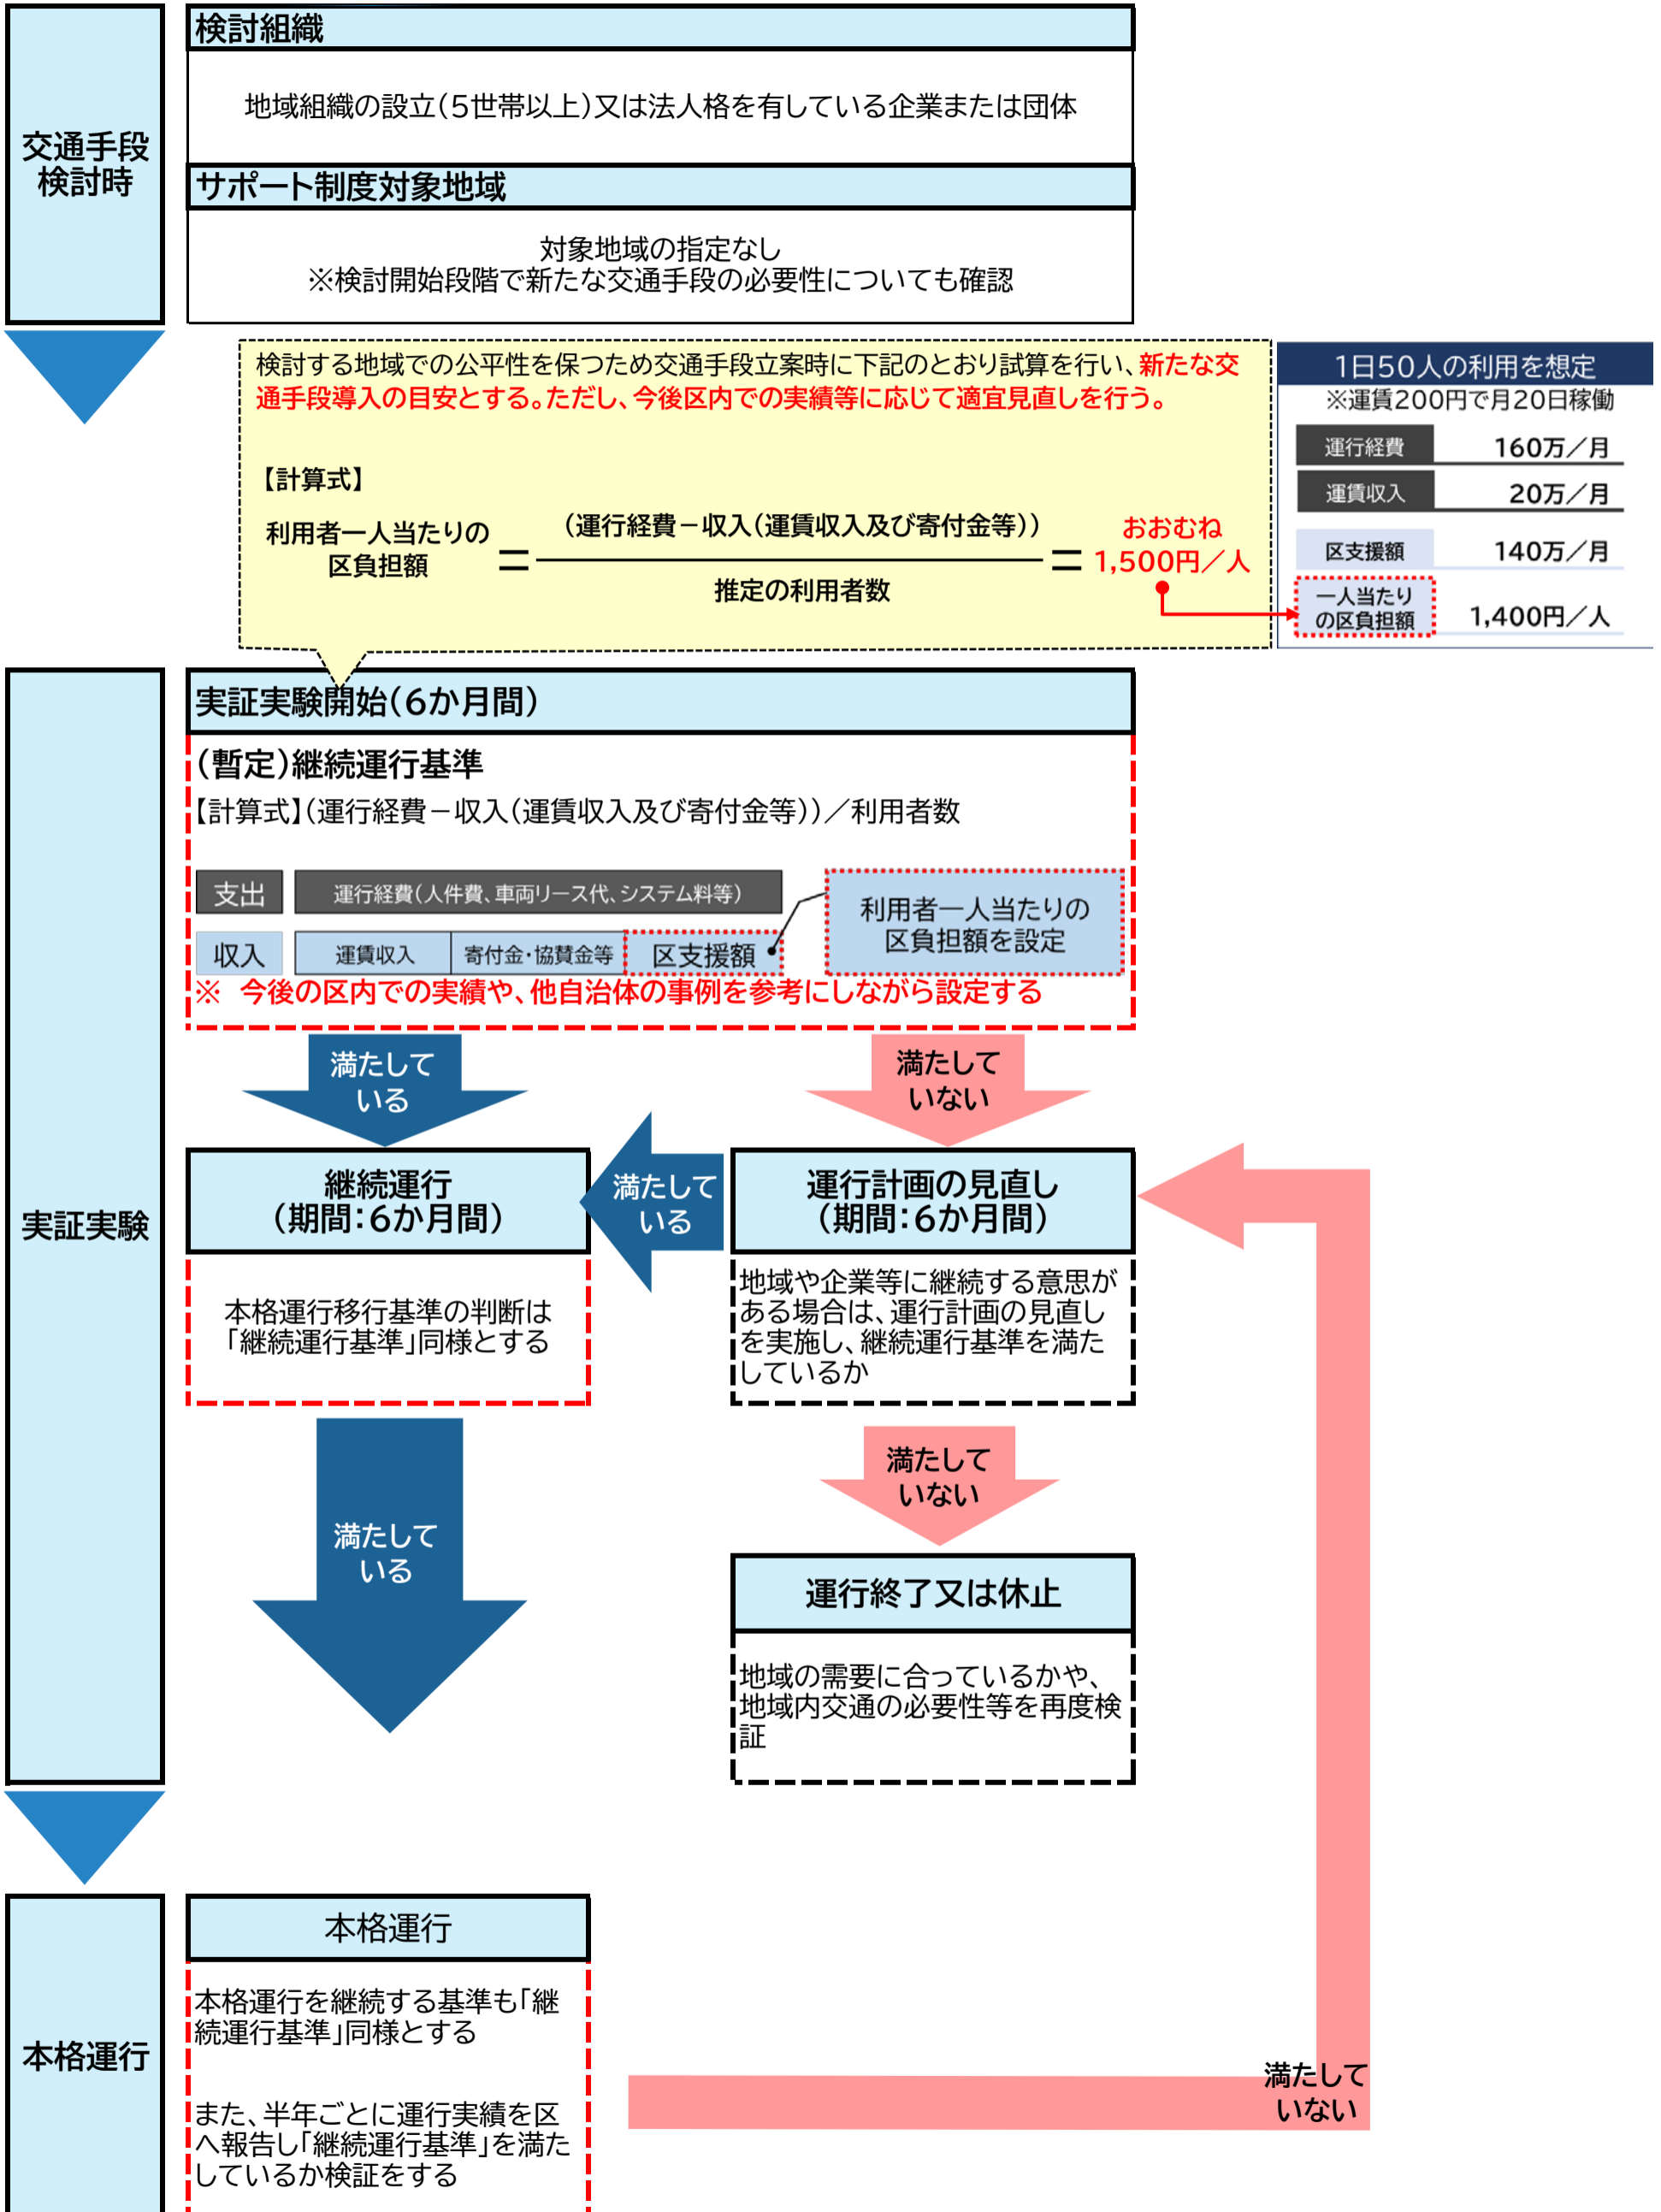 交通手段
検討時
検討組織
地域組織の設立（5世帯以上）又は法人格を有している企業または団体
サポート制度対象地域
対象地域の指定なし
※検討開始段階で新たな交通手段の必要性についても確認
検討する地域での公平性を保つため交通手段立案時に下記のとおり試算を行い、新たな交
通手段導入の目安とする。ただし、今後区内での実績等に応じて適宜見直しを行う。
【計算式】
利用者一人当たりの
区負担額
＝
（運行経費－収入（運賃収入及び寄付金等））
推定の利用者数
＝
おおむね
1,500円／人
1日50人の利用を想定
※運賃200円で月20日稼働
運行経費 160万／月
運賃収入 20万／月
区支援額 140万／月
一人当たり
の区負担額 1,400円／人
実証実験
実証実験開始（6か月間）
（暫定）継続運行基準
【計算式】（運行経費－収入（運賃収入及び寄付金等））／利用者数
支出 運行経費（人件費、車両リース代、システム料等）
収入 運賃収入 寄付金・協賛金等 区支援額
利用者一人当たりの
区負担額を設定
※ 今後の区内での実績や、他自治体の事例を参考にしながら設定する
満たして
いる
満たして
いない
継続運行
（期間：6か月間）
本格運行移行基準の判断は
「継続運行基準」同様とする
満たして
いる
運行計画の見直し
（期間：6か月間）
地域や企業等に継続する意思が
ある場合は、運行計画の見直し
を実施し、継続運行基準を満た
しているか
満たして
いる
満たして
いない
運行終了又は休止
地域の需要に合っているかや、
地域内交通の必要性等を再度検
証
本格運行
本格運行
本格運行を継続する基準も「継
続運行基準」同様とする
また、半年ごとに運行実績を区
へ報告し「継続運行基準」を満た
しているか検証をする
満たして
いない